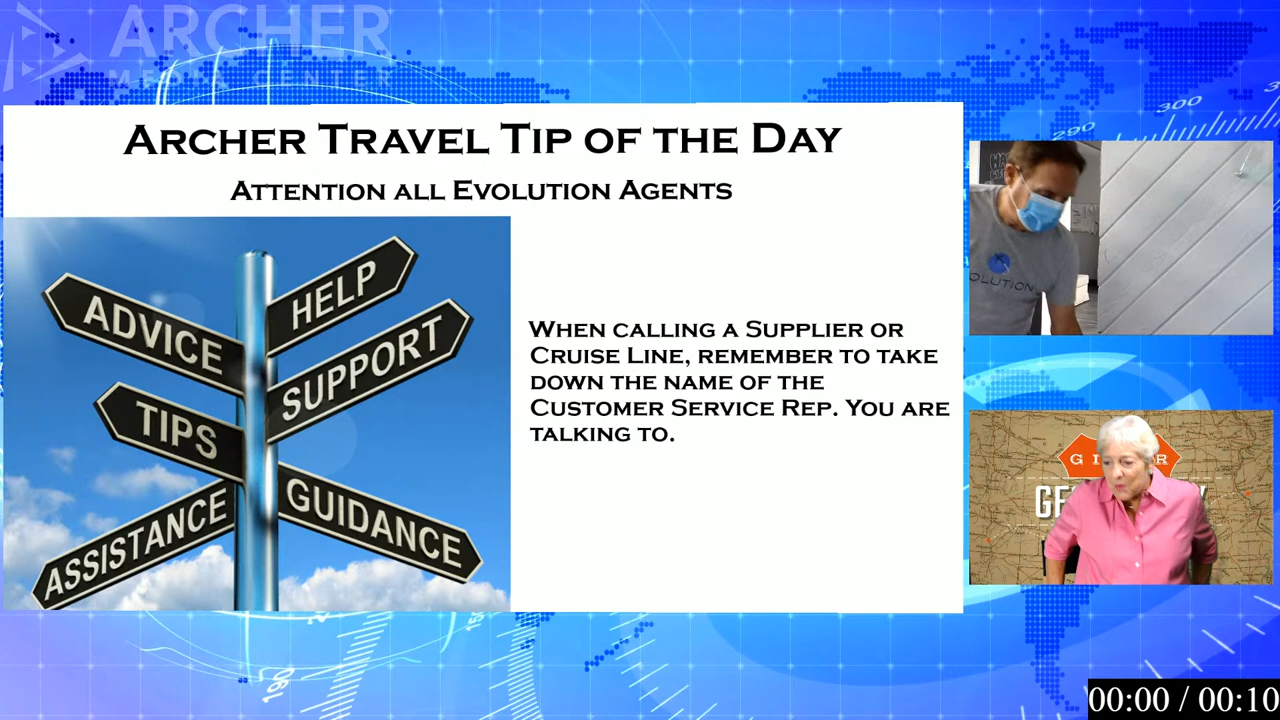 ARCHER
MEDIA CENTER
ARCHER TRAVEL TIP OF THE DAY
ATTENTION ALL EVOLUTION AGENTS
ADVICE
HELP
SUPPORT
TIPS
GUIDANCE
ASSISTANCE
WHEN CALLING A SUPPLIER OR
CRUISE LINE, REMEMBER TO TAKE
DOWN THE NAME OF THE
CUSTOMER SERVICE REP. YOU ARE
TALKING TO.
290
300
OLUTION
00:00 / 00:10